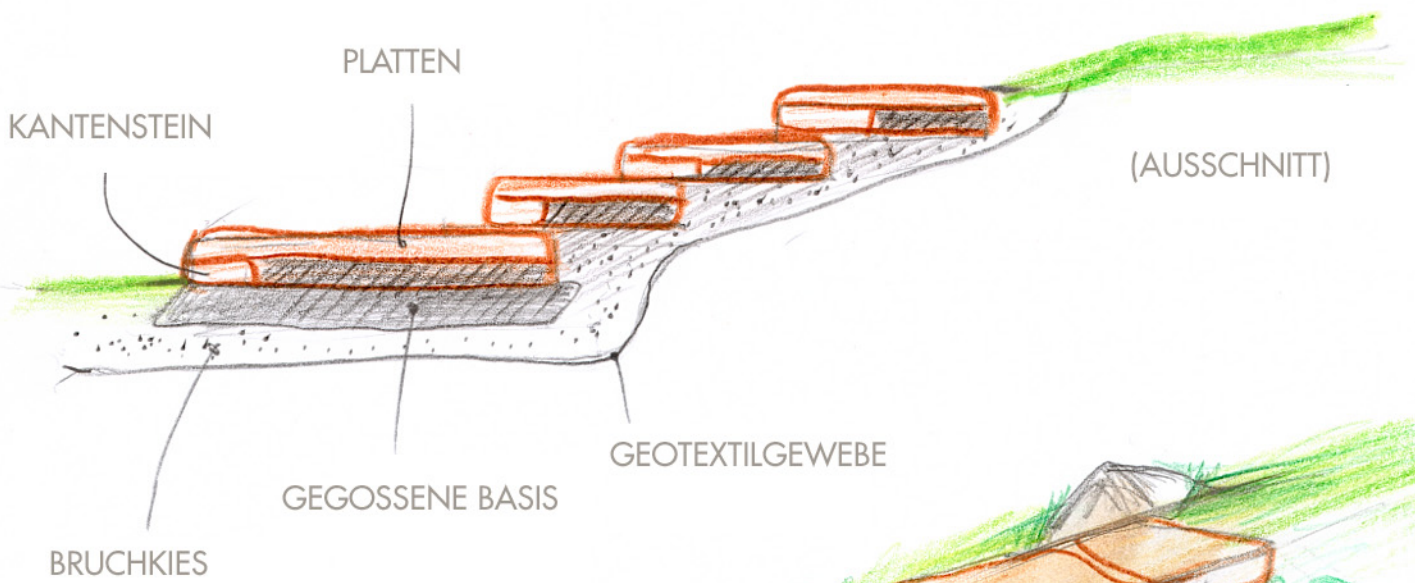 PLATTEN
KANTENSTEIN
(AUSSCHNITT)
GEOTEXTILGEWEBE
GEGOSSENE BASIS
BRUCHKIES